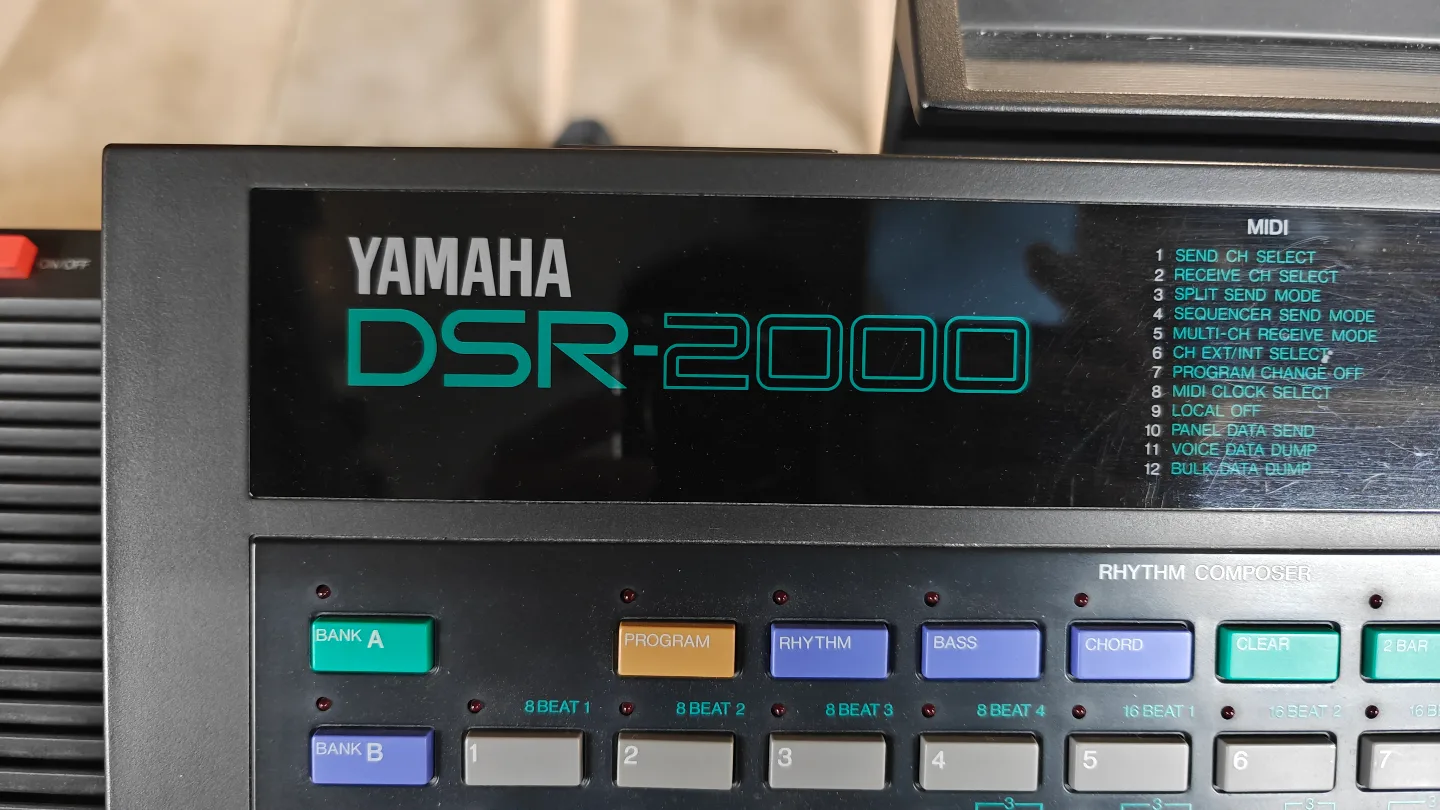 YAMAHA
DSR-2000
ON/OFF
MIDI
1 SEND CH SELECT
2 RECEIVE CH SELECT
3 SPLIT SEND MODE
4 SEQUENCER SEND MODE
5 MULTI-CH RECEIVE MODE
6 CH EXT/INT SELECT
7 PROGRAM CHANGE OFF
8 MIDI CLOCK SELECT
9 LOCAL OFF
10 PANEL DATA SEND
11 VOICE DATA DUMP
12 BULK DATA DUMP
RHYTHM COMPOSER
BANK A
PROGRAM
RHYTHM
BASS
CHORD
CLEAR
2 BAR
8 BEAT 1
8 BEAT 2
8 BEAT 3
8 BEAT 4
16 BEAT 1
16 BEAT 2
BANK B
1
2
3
4
5
6
7
3
3
3